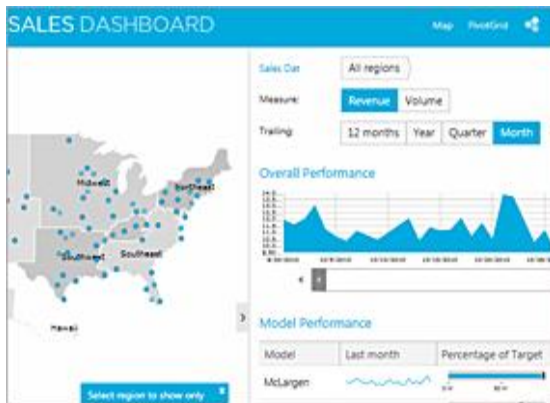 SALES DASHBOARD
Map PivotGrid
Sales Dat All regions
Measure: Revenue Volume
Trailing: 12 months Year Quarter Month
Overall Performance
Midwest
Northeast
Southwest
Southeast
Hawaii
Model Performance
Model Last month Percentage of Target
McLargen
Select region to show only